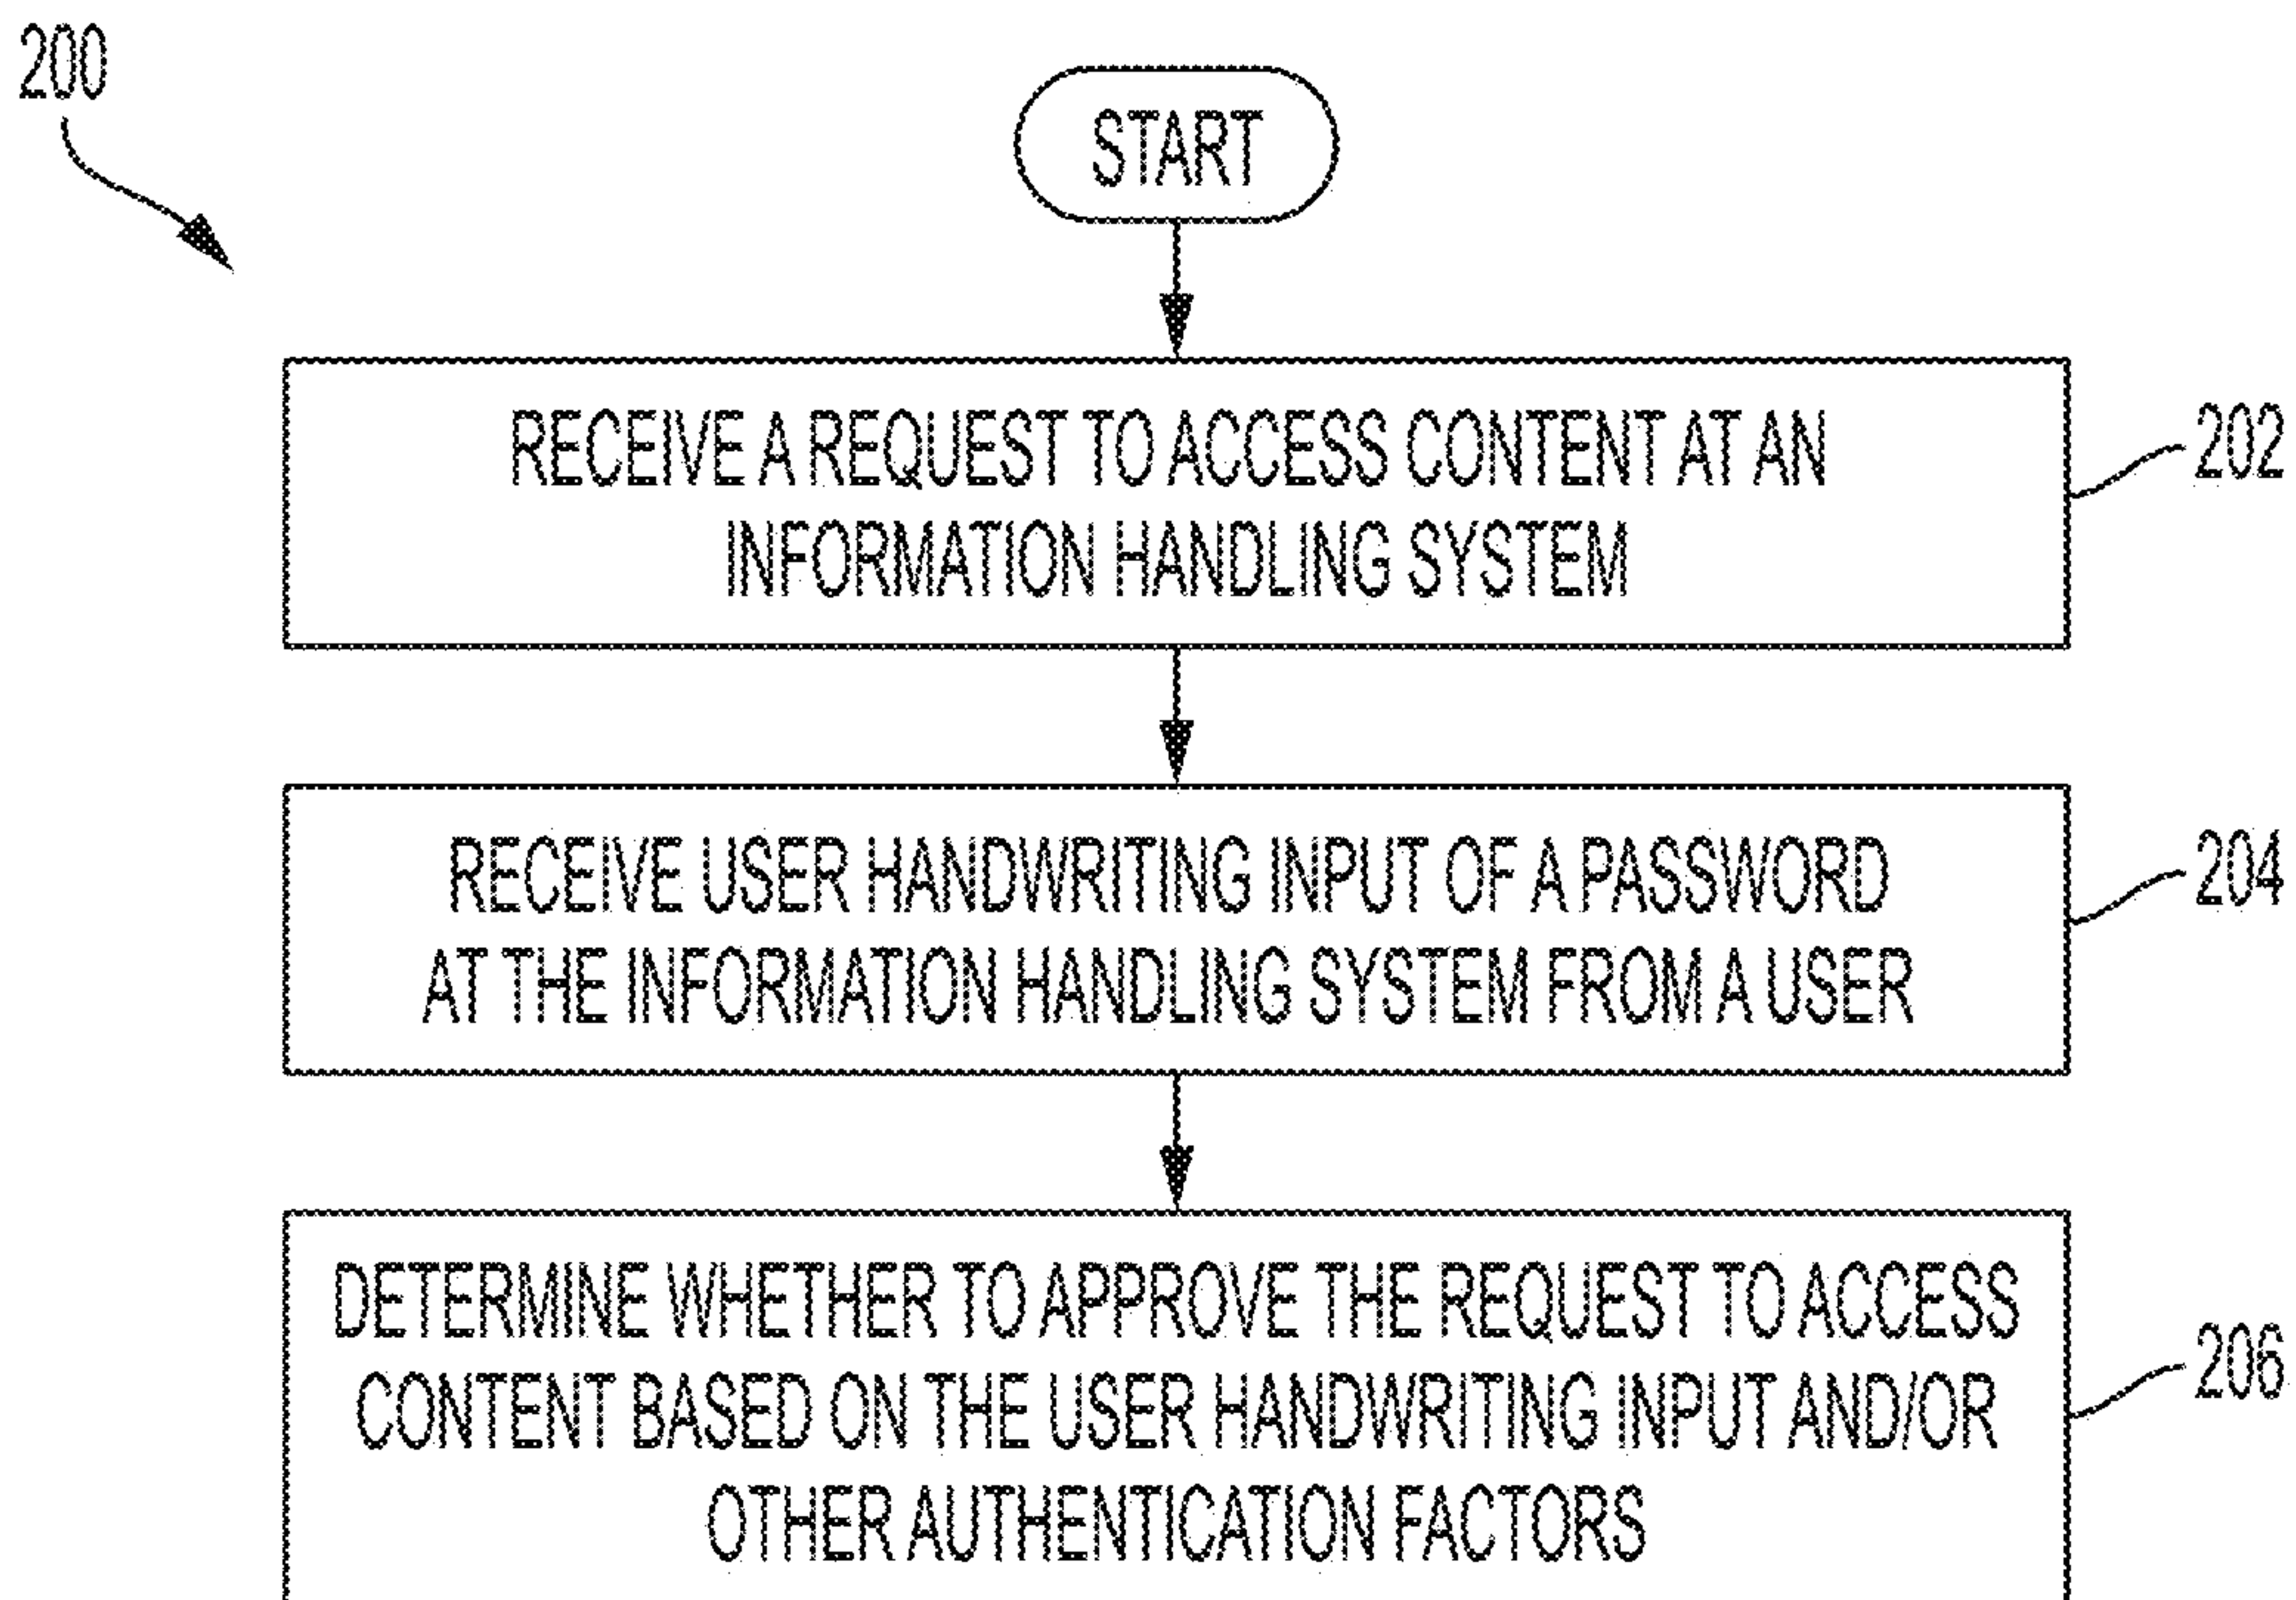 200
START
RECEIVE A REQUEST TO ACCESS CONTENT AT AN
INFORMATION HANDLING SYSTEM
202
RECEIVE USER HANDWRITING INPUT OF A PASSWORD
AT THE INFORMATION HANDLING SYSTEM FROM A USER
204
DETERMINE WHETHER TO APPROVE THE REQUEST TO ACCESS
CONTENT BASED ON THE USER HANDWRITING INPUT AND/OR
OTHER AUTHENTICATION FACTORS
206